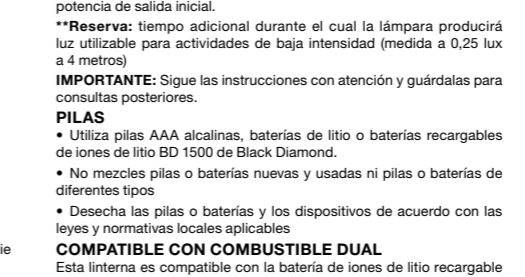 potencia de salida inicial.
**Reserva: tiempo adicional durante el cual la lámpara producirá
luz utilizable para actividades de baja intensidad (medida a 0,25 lux
a 4 metros)
IMPORTANTE: Sigue las instrucciones con atención y guárdalas para
consultas posteriores.
PILAS
• Utiliza pilas AAA alcalinas, baterías de litio o baterías recargables
de iones de litio BD 1500 de Black Diamond.
• No mezcles pilas o baterías nuevas y usadas ni pilas o baterías de
diferentes tipos
• Desecha las pilas o baterías y los dispositivos de acuerdo con las
leyes y normativas locales aplicables
ie
COMPATIBLE CON COMBUSTIBLE DUAL
Esta linterna es compatible con la batería de iones de litio recargable